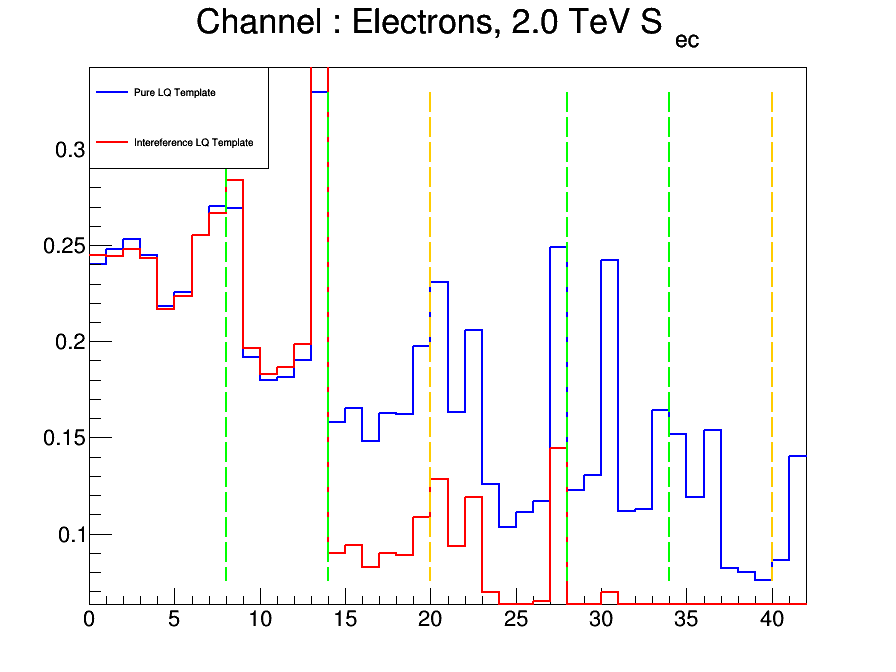 Channel : Electrons, 2.0 TeV S ec
Pure LQ Template
Intereference LQ Template
0.3
0.25
0.2
0.15
0.1
0 5 10 15 20 25 30 35 40